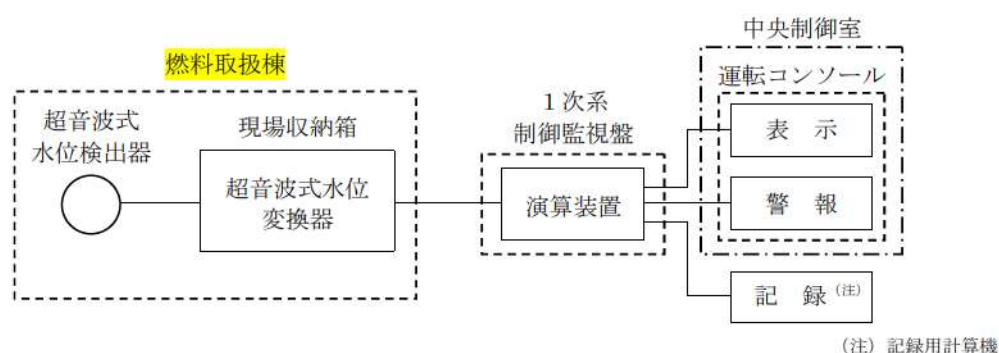 中央制御室
燃料取扱棟
運転コンソール
超音波式
水位検出器
現場収納箱
1次系
制御監視盤
表 示
超音波式水位
変換器
演算装置
警 報
記 録(注)
(注) 記録用計算機